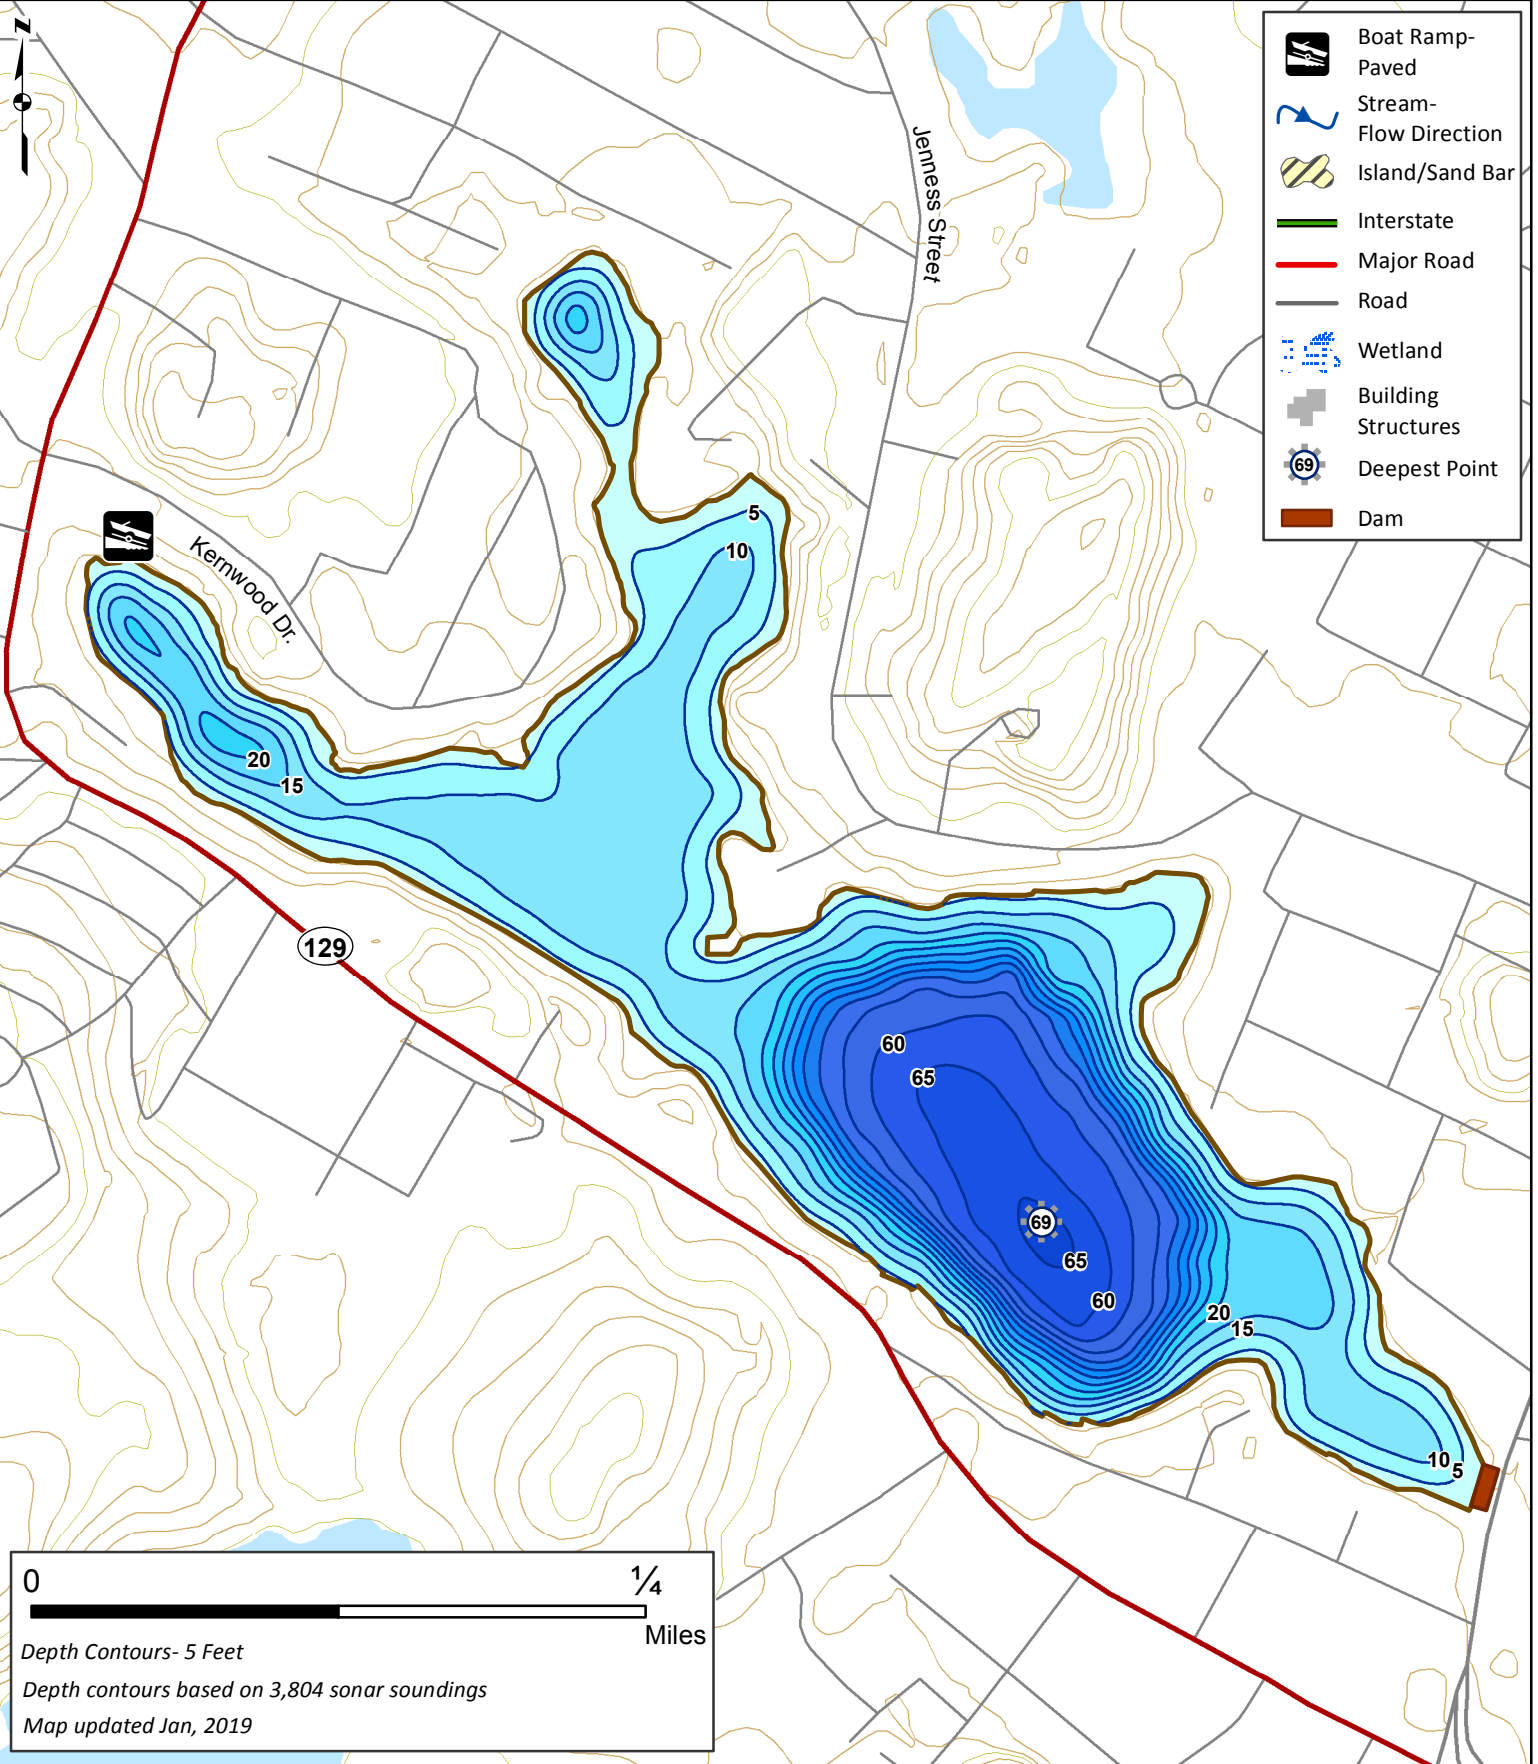 N
Boat Ramp-
Paved
Stream-
Flow Direction
Island/Sand Bar
Interstate
Major Road
Road
Wetland
Building
Structures
69
Deepest Point
Dam
Jenness Street
Kernwood Dr.
5
10
20
15
129
60
65
69
65
60
20
15
10
5
0
¼
Miles
Depth Contours- 5 Feet
Depth contours based on 3,804 sonar soundings
Map updated Jan, 2019